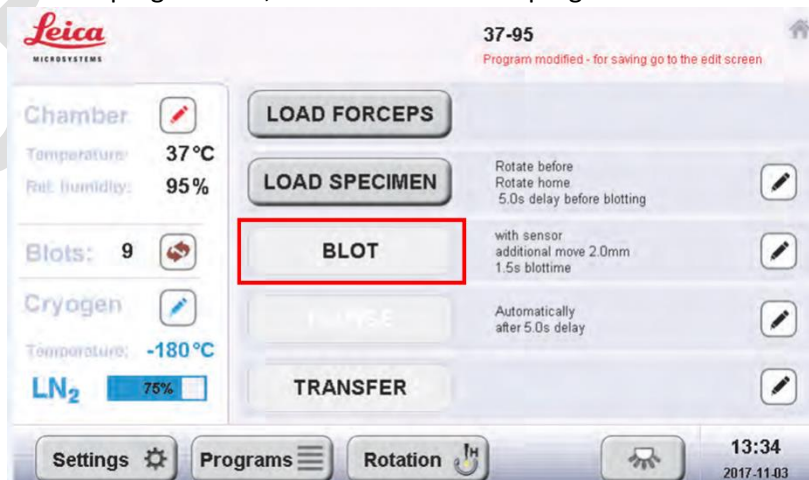 Leica
MICROSYSTEMS
37-95
Program modified - for saving go to the edit screen
Chamber
Temperature: 37°C
Rel. humidity: 95%
Blots: 9
Cryogen
Temperature: -180°C
LN₂ 75%
LOAD FORCEPS
LOAD SPECIMEN
Rotate before
Rotate home
5.0s delay before blotting
BLOT
with sensor
additional move 2.0mm
1.5s blottime
Automatically
after 5.0s delay
TRANSFER
Settings
Programs
Rotation
H
13:34
2017-11-03